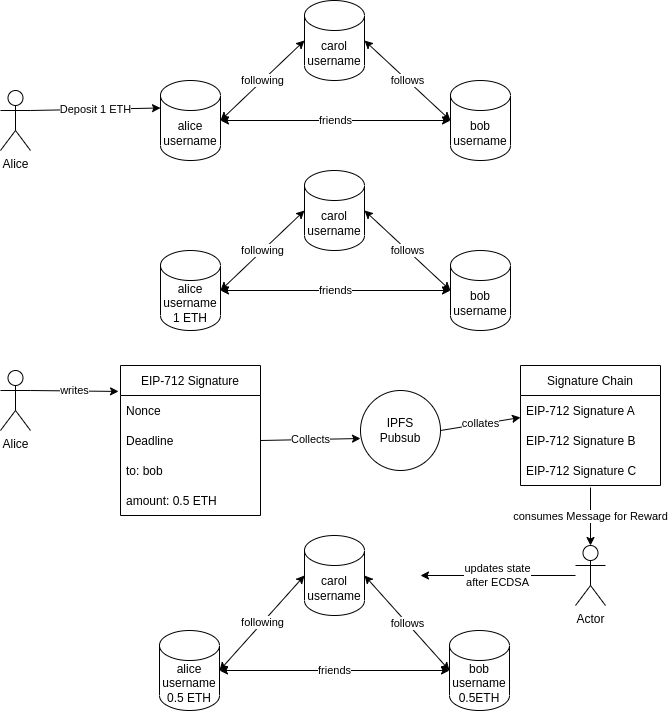 carol
username
following
follows
Deposit 1 ETH
alice
username
friends
bob
username
Alice
carol
username
following
follows
alice
username
1 ETH
friends
bob
username
Alice
writes
EIP-712 Signature
Nonce
Deadline
to: bob
amount: 0.5 ETH
Collects
IPFS
Pubsub
collates
Signature Chain
EIP-712 Signature A
EIP-712 Signature B
EIP-712 Signature C
consumes Message for Reward
Actor
updates state
after ECDSA
carol
username
following
follows
alice
username
0.5 ETH
friends
bob
username
0.5ETH